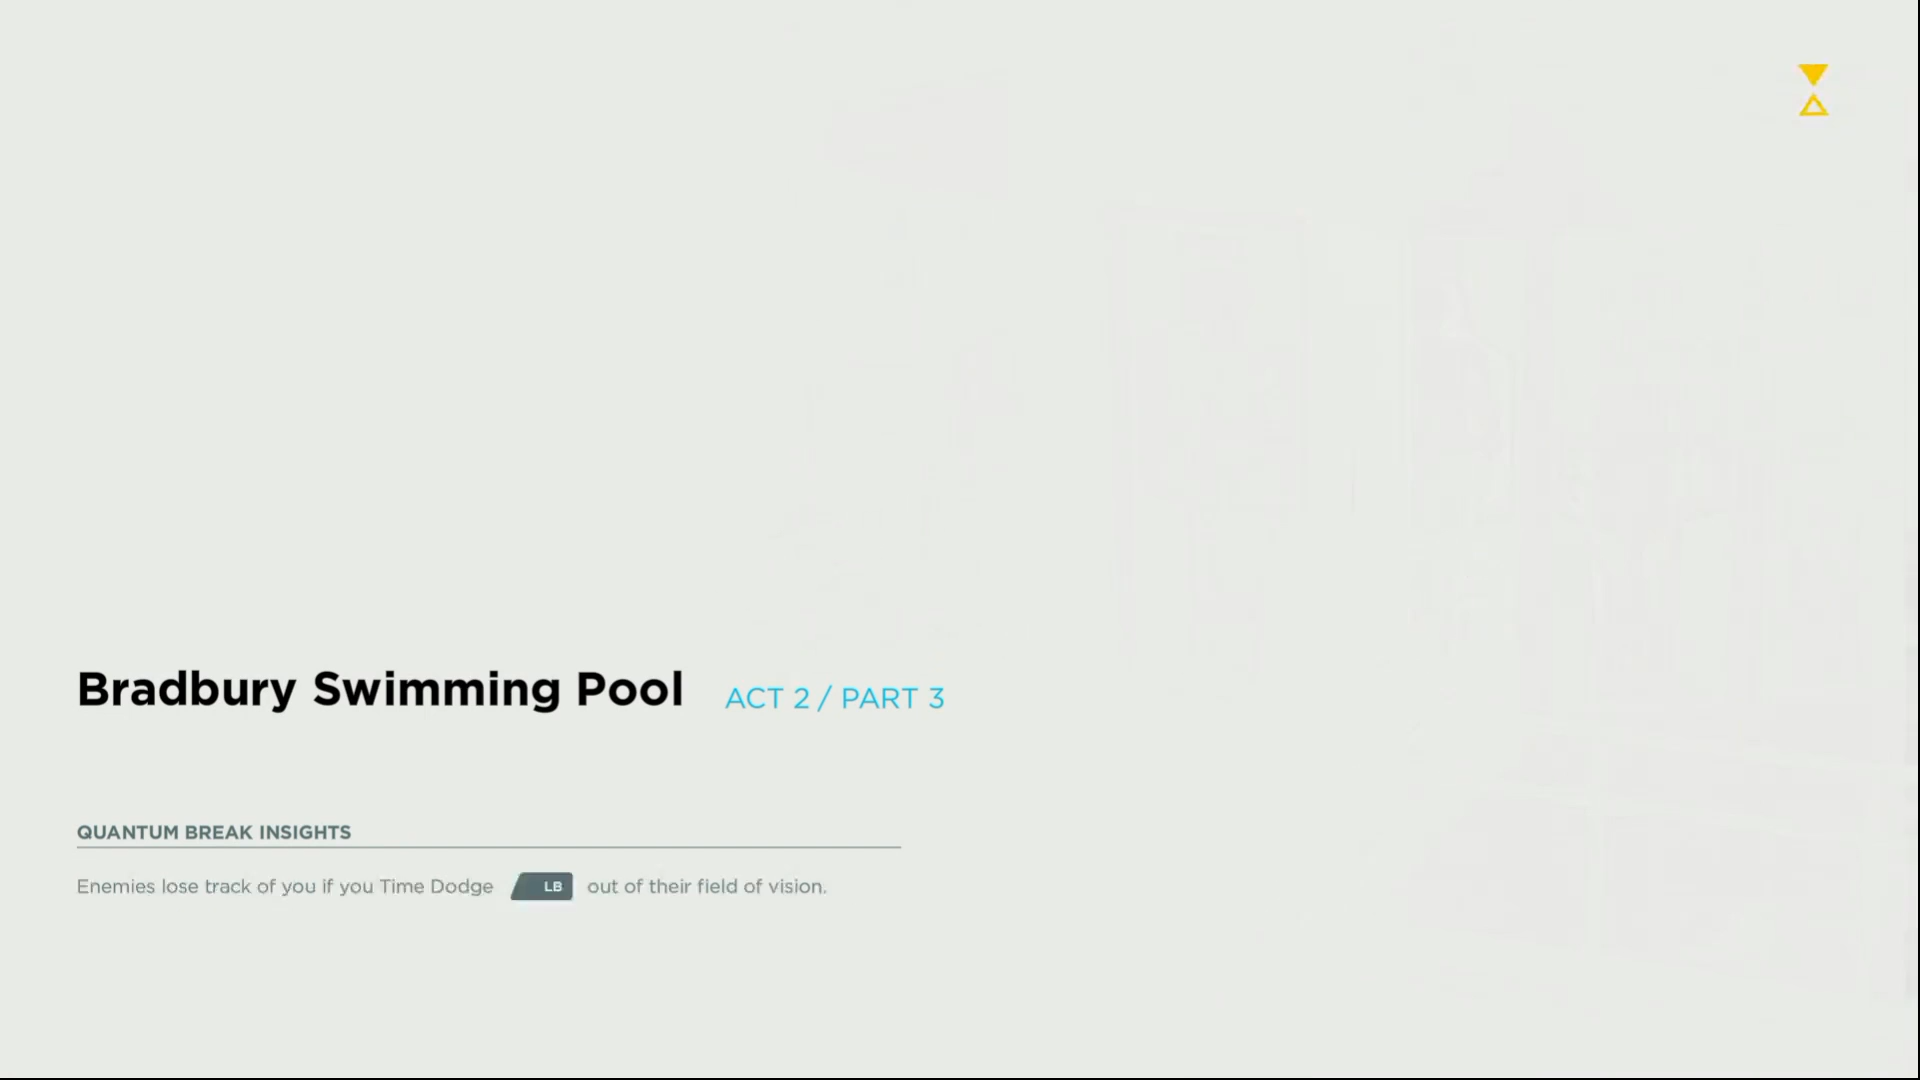 Bradbury Swimming Pool ACT 2 / PART 3
QUANTUM BREAK INSIGHTS
Enemies lose track of you if you Time Dodge LB out of their field of vision.